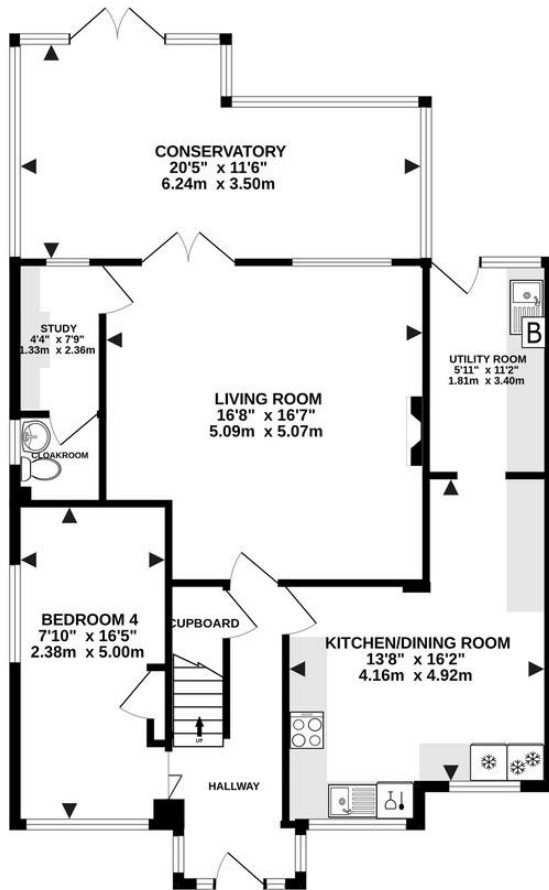 CONSERVATORY
20'5" x 11'6"
6.24m x 3.50m
STUDY
4'4" x 7'9"
1.33m x 2.36m
B
UTILITY ROOM
5'11" x 11'2"
1.81m x 3.40m
LIVING ROOM
16'8" x 16'7"
5.09m x 5.07m
CLOAKROOM
BEDROOM 4
7'10" x 16'5"
2.38m x 5.00m
CUPBOARD
KITCHEN/DINING ROOM
13'8" x 16'2"
4.16m x 4.92m
UP
HALLWAY